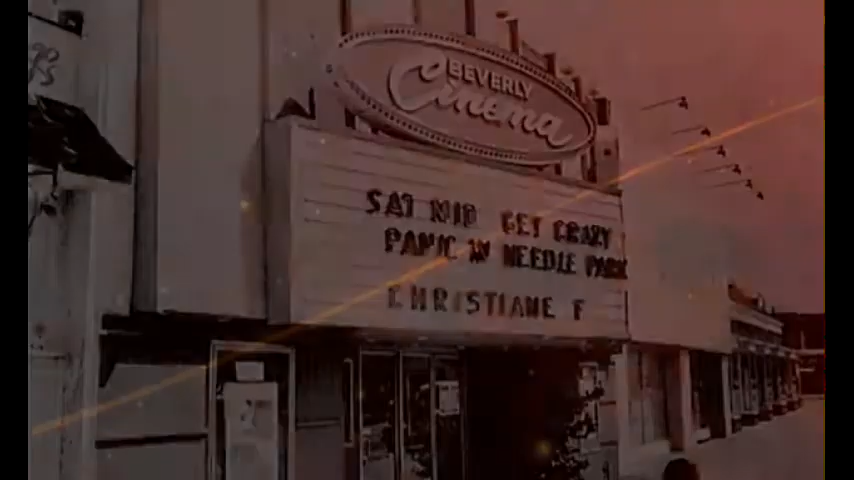 BEVERLY
Cinema
SAT MID GET CRAZY
PANIC IN NEEDLE PARK
CHRISTIANE F